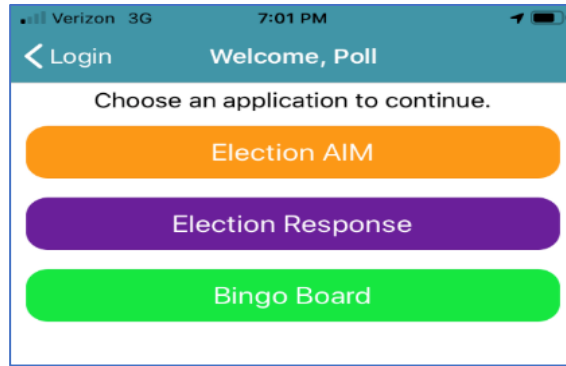 Verizon 3G 7:01 PM
Login Welcome, Poll
Choose an application to continue.
Election AIM
Election Response
Bingo Board